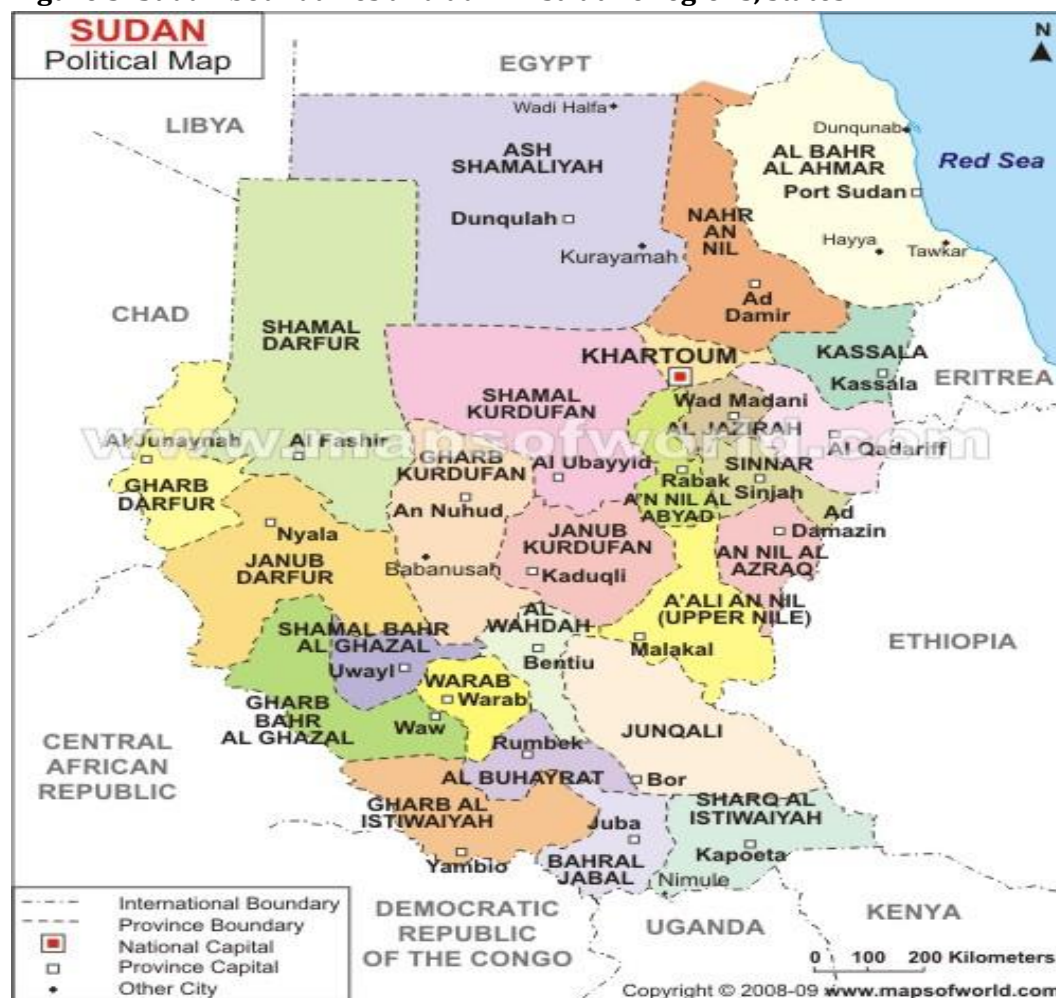 SUDAN
Political Map
N
EGYPT
LIBYA
Wadi Halfa
ASH
SHAMALIYAH
Dunqunab
AL BAHR
AL AHMAR
Red Sea
Port Sudan
Dunqulah
NAHR
AN
NIL
Kurayamah
Hayya
Tawkar
Ad
Damir
CHAD
SHAMAL
DARFUR
KHARTOUM
KASSALA
Kassala
ERITREA
SHAMAL
KURDUFAN
Wad Madani
AL JAZIRAH
www.mapsofworld.com
Al Junaynah
Al Fashir
GHARB
KURDUFAN
Al Ubayyid
Al Qadariff
GHARB
DARFUR
Rabak
SINNAR
Sinjah
An Nuhud
A'N NIL AL
ABYAD
Ad
Damazin
Nyala
JANUB
DARFUR
JANUB
KURDUFAN
AN NIL AL
AZRAQ
Babanusah
Kaduqli
AL
WAHDAH
A'ALI AN NIL
(UPPER NILE)
SHAMAL BAHR
AL GHAZAL
Malakal
ETHIOPIA
Bentiu
Uwayl
WARAB
Warab
GHARB
BAHR
AL GHAZAL
Waw
JUNQALI
CENTRAL
AFRICAN
REPUBLIC
Rumbek
AL BUHAYRAT
Bor
GHARB AL
ISTIWAIYAH
SHARQ AL
ISTIWAIYAH
Juba
Yambio
BAHRAL
JABAL
Kapoeta
Nimule
International Boundary
Province Boundary
National Capital
Province Capital
Other City
DEMOCRATIC
REPUBLIC
OF THE CONGO
UGANDA
KENYA
0 100 200 Kilometers
Copyright © 2008-09 www.mapsofworld.com